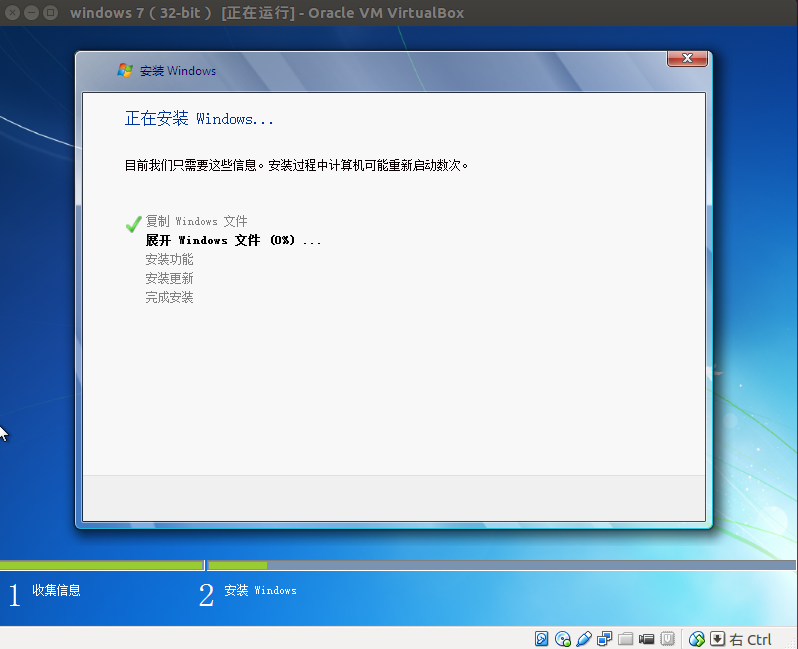 windows 7 ( 32-bit ) [正在运行] - Oracle VM VirtualBox
安装 Windows
正在安装 Windows...
目前我们只需要这些信息。安装过程中计算机可能重新启动数次。
复制 Windows 文件
展开 Windows 文件 (0%) ...
安装功能
安装更新
完成安装
1 收集信息
2 安装 Windows
右 Ctrl